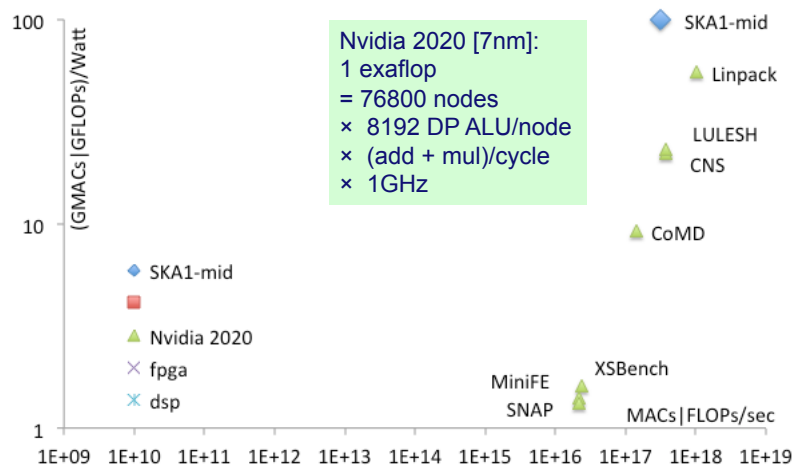 100
(GMACs|GFLOPs)/Watt
Nvidia 2020 [7nm]:
1 exaflop
= 76800 nodes
× 8192 DP ALU/node
× (add + mul)/cycle
× 1GHz
SKA1-mid
Linpack
LULESH
CNS
10
CoMD
SKA1-mid
Nvidia 2020
fpga
dsp
XSBench
MiniFE
SNAP
MACs|FLOPs/sec
1
1E+09 1E+10 1E+11 1E+12 1E+13 1E+14 1E+15 1E+16 1E+17 1E+18 1E+19